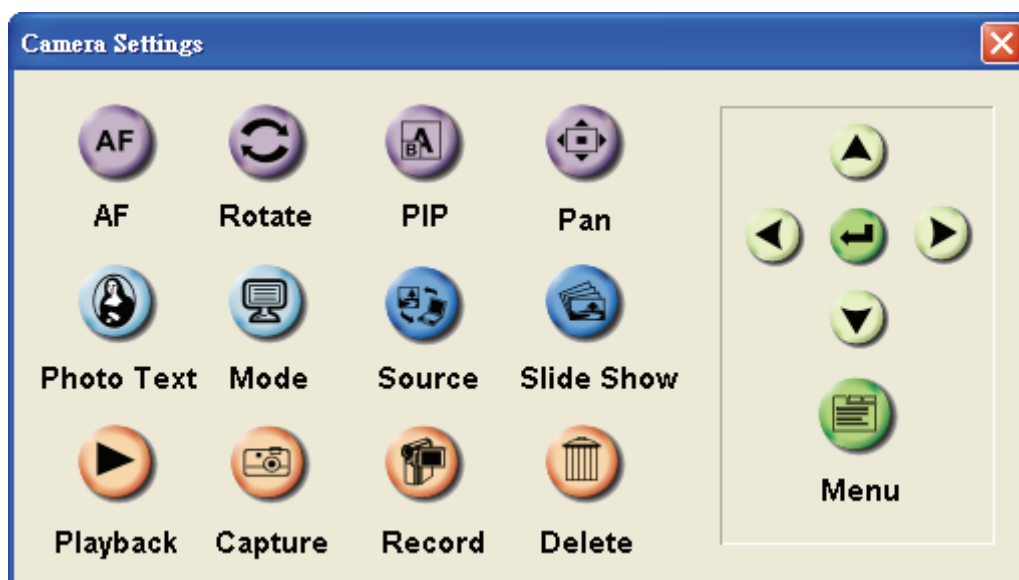 Camera Settings
AF
B A
AF Rotate PIP Pan
Photo Text Mode Source Slide Show
Menu
Playback Capture Record Delete